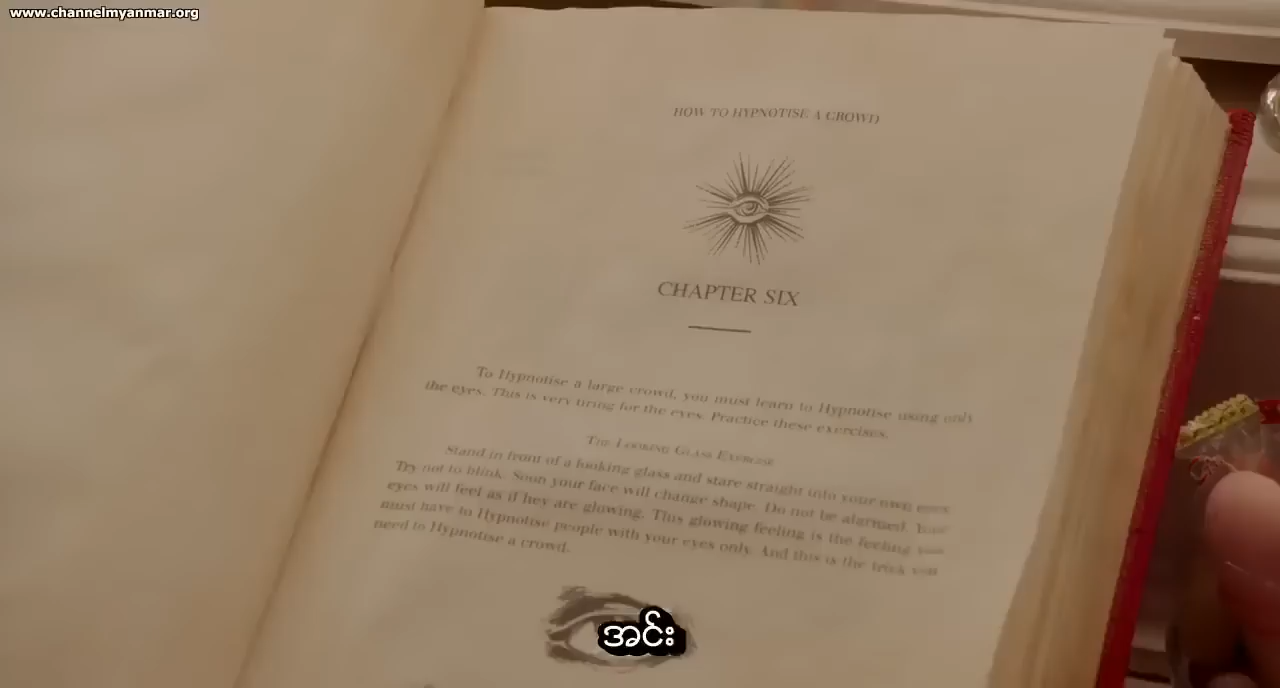 www.channelmyanmar.org
HOW TO HYPNOTISE A CROWD
CHAPTER SIX
To Hypnotise a large crowd, you must learn to Hypnotise using only
the eyes. This is very tiring for the eyes. Practice these exercises.
The Looking Glass Exercise
Stand in front of a looking glass and stare straight into your own eyes.
Try not to blink. Soon your face will change shape. Do not be alarmed. Your
eyes will feel as if hey are glowing. This glowing feeling is the feeling you
must have to Hypnotise people with your eyes only. And this is the trick you
need to Hypnotise a crowd.
အင်း